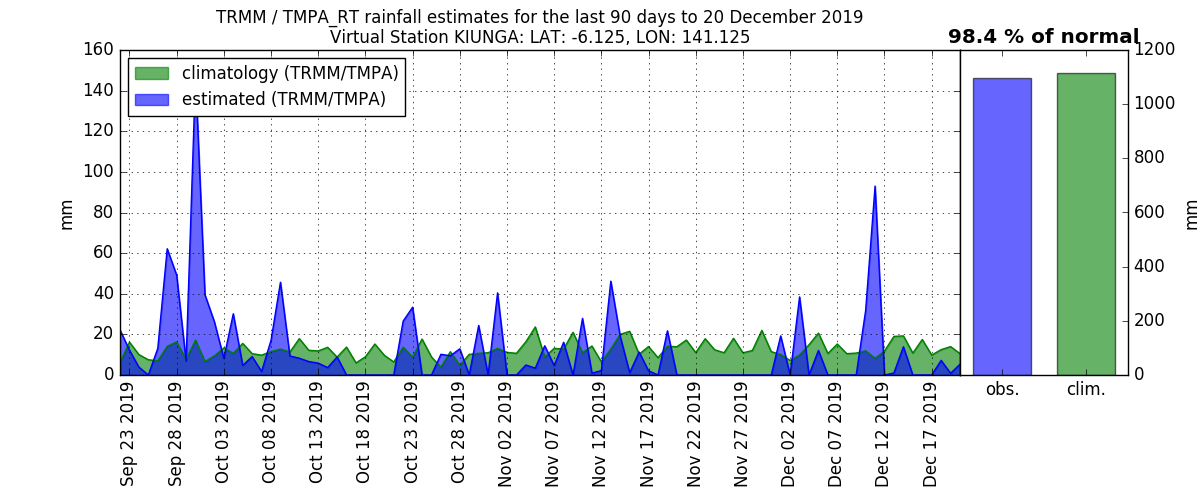 TRMM / TMPA_RT rainfall estimates for the last 90 days to 20 December 2019
Virtual Station KIUNGA: LAT: -6.125, LON: 141.125
98.4 % of normal
climatology (TRMM/TMPA)
estimated (TRMM/TMPA)
160
140
120
100
80
60
40
20
0
mm
1200
1000
800
600
400
200
0
mm
Sep 23 2019
Sep 28 2019
Oct 03 2019
Oct 08 2019
Oct 13 2019
Oct 18 2019
Oct 23 2019
Oct 28 2019
Nov 02 2019
Nov 07 2019
Nov 12 2019
Nov 17 2019
Nov 22 2019
Nov 27 2019
Dec 02 2019
Dec 07 2019
Dec 12 2019
Dec 17 2019
obs.
clim.